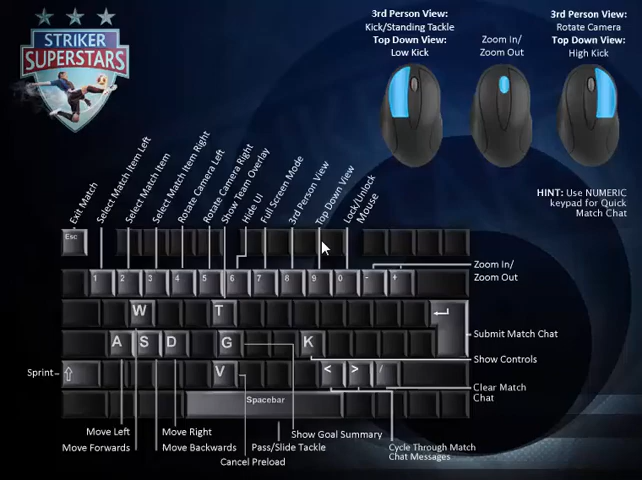 STRIKER
SUPERSTARS
3rd Person View:
Kick/Standing Tackle
Top Down View:
Low Kick
Zoom In/
Zoom Out
3rd Person View:
Rotate Camera
Top Down View:
High Kick
HINT: Use NUMERIC
keypad for Quick
Match Chat
Exit Match
Select Match Item Left
Select Match Item
Select Match Item Right
Rotate Camera Left
Rotate Camera Right
Show Team Overlay
Hide UI
Full Screen Mode
3rd Person View
Top Down View
Lock/Unlock
Mouse
Esc
1 2 3 4 5 6 7 8 9 0 - +
Zoom In/
Zoom Out
W T
Submit Match Chat
A S D G K
Show Controls
Sprint
V < > /
Clear Match
Chat
Spacebar
Move Left
Move Right
Show Goal Summary
Move Forwards
Move Backwards
Pass/Slide Tackle
Cycle Through Match
Chat Messages
Cancel Preload